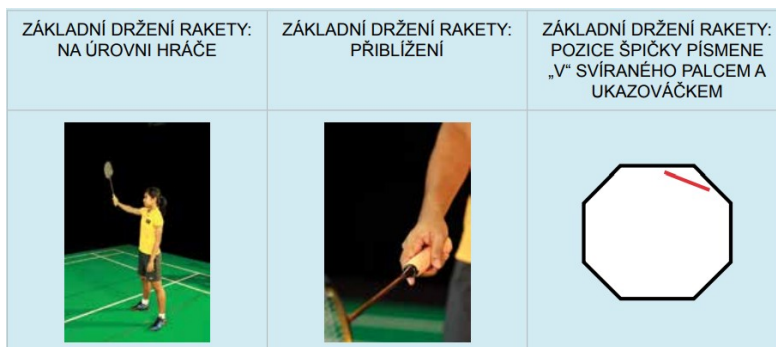 ZÁKLADNÍ DRŽENÍ RAKETY:
NA ÚROVNI HRÁČE
ZÁKLADNÍ DRŽENÍ RAKETY:
PŘIBLÍŽENÍ
ZÁKLADNÍ DRŽENÍ RAKETY:
POZICE ŠPIČKY PÍSMENE
„V“ SVÍRANÉHO PALCEM A
UKAZOVÁČKEM